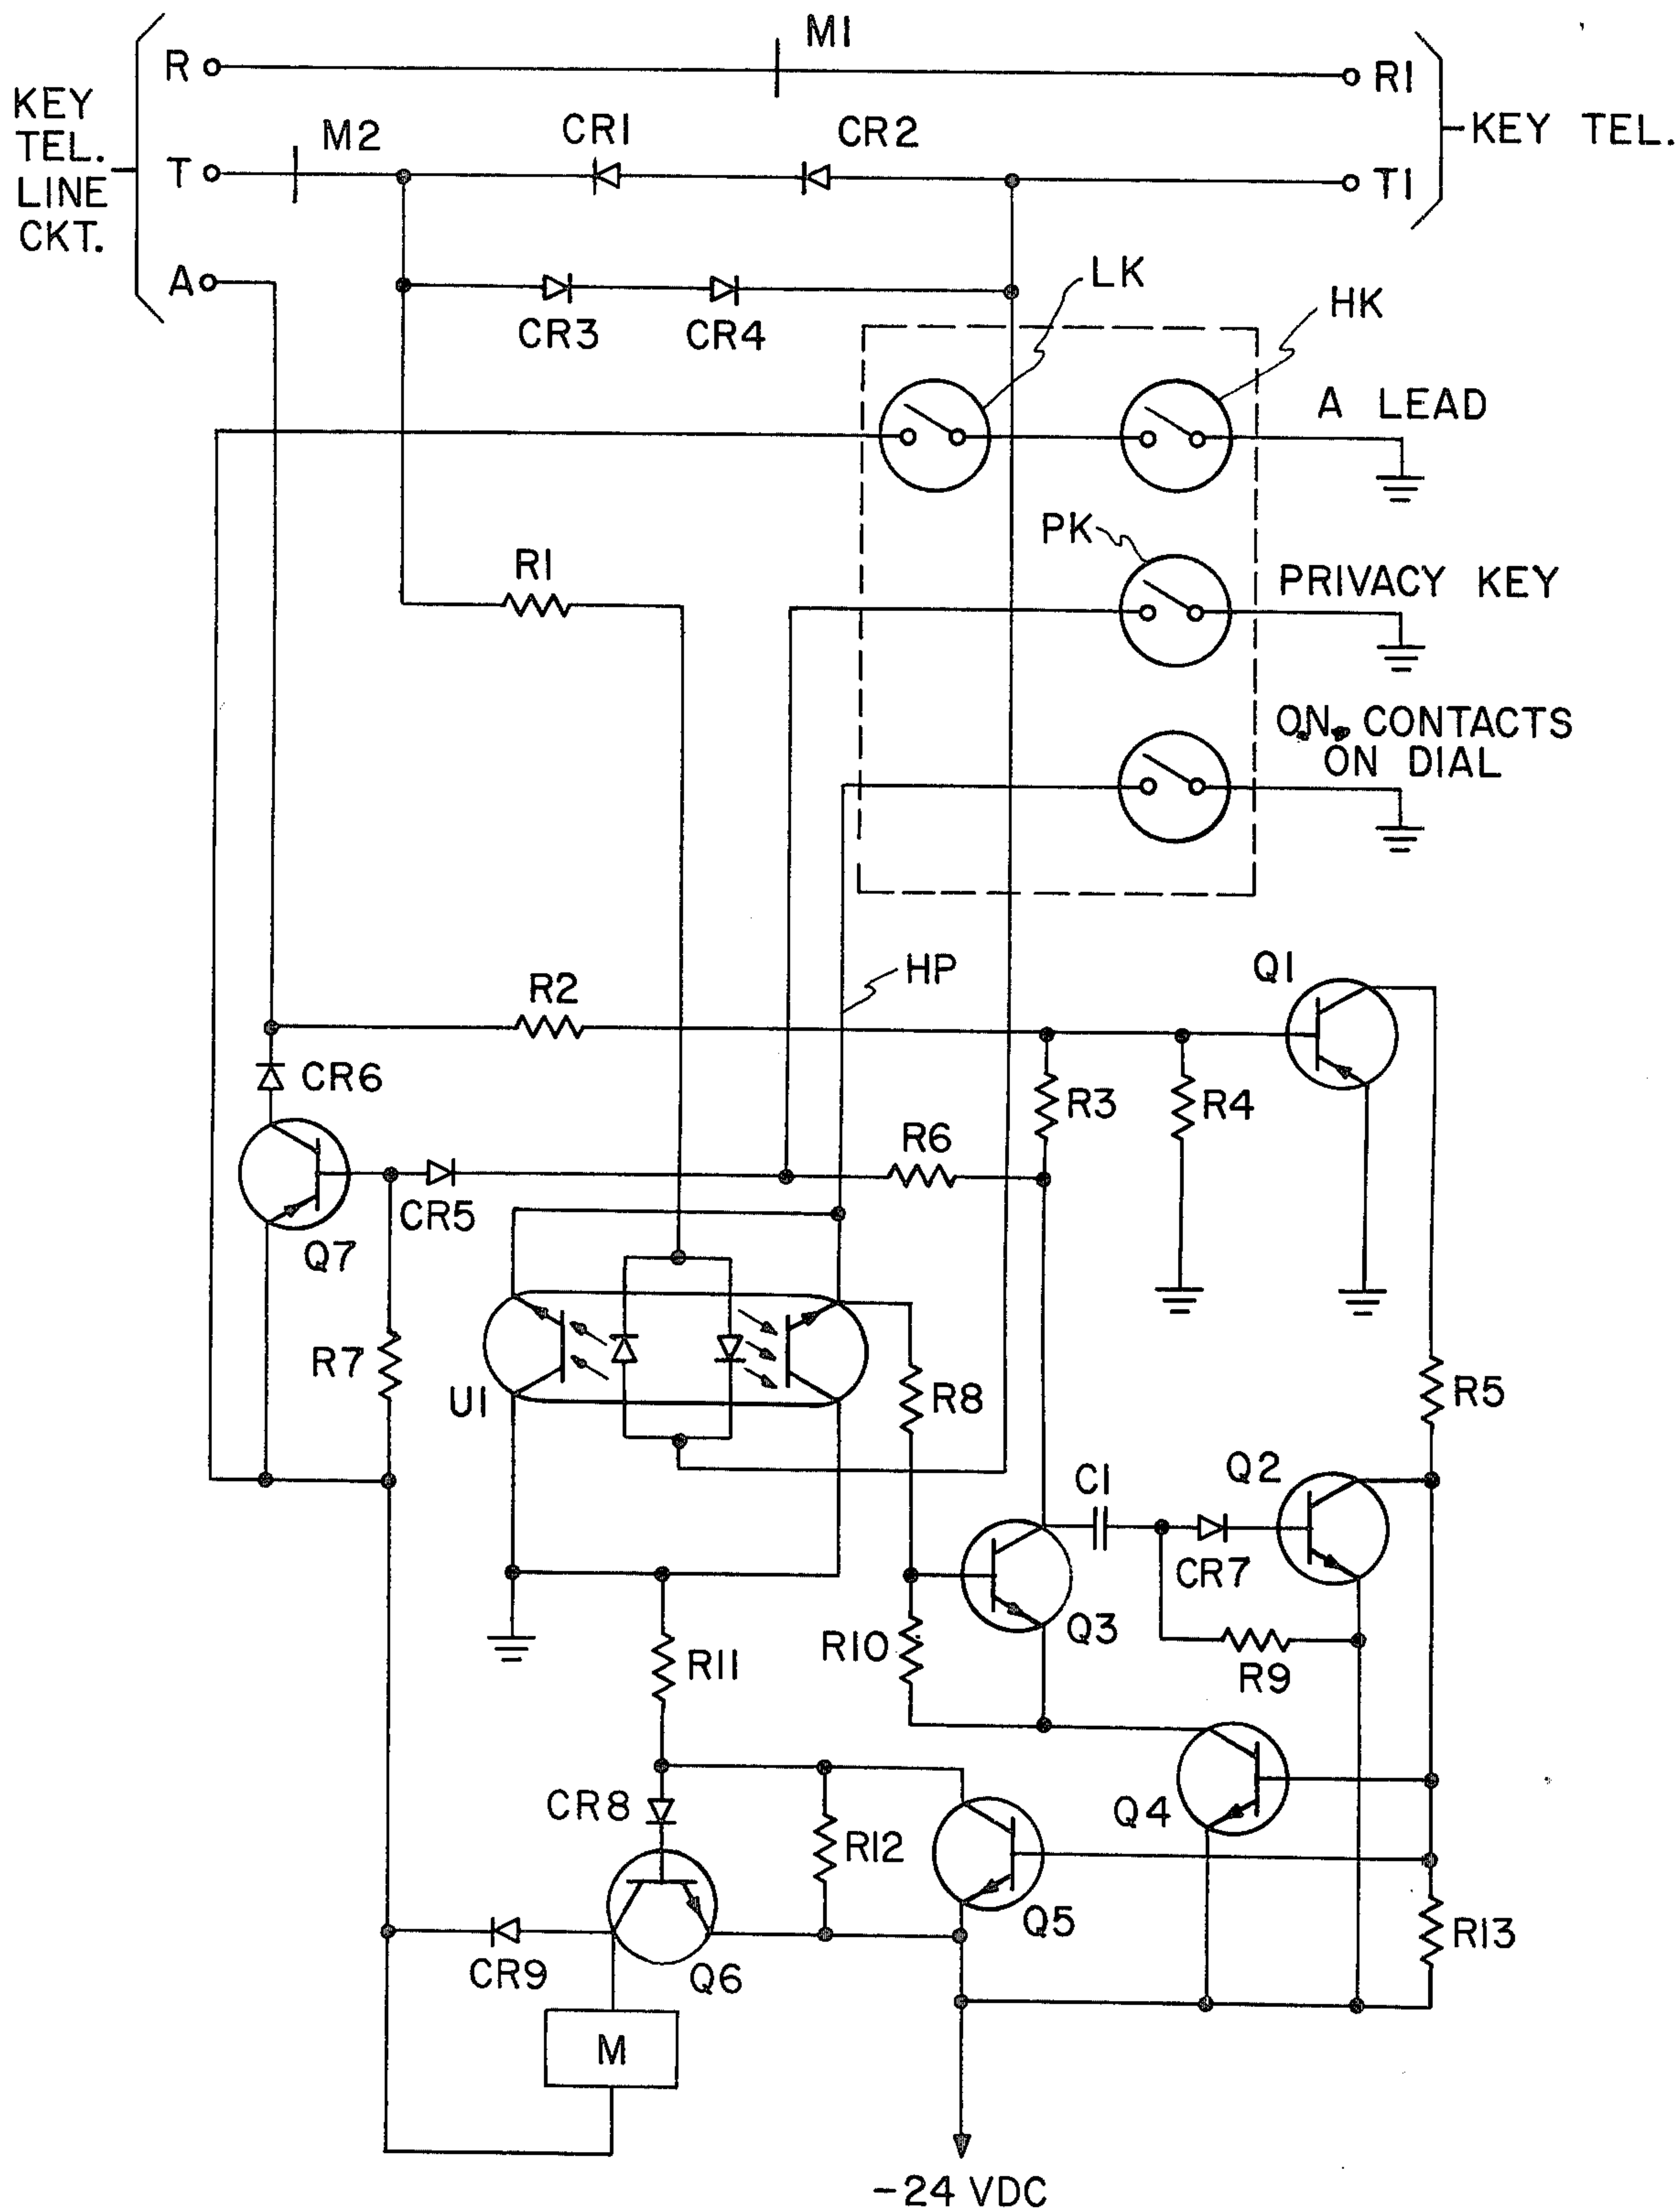 M1
R
R1
KEY
TEL.
LINE
CKT.
M2
CR1
CR2
KEY TEL.
T
T1
A
CR3
CR4
LK
HK
A LEAD
PK
R1
PRIVACY KEY
O.N. CONTACTS
ON DIAL
HP
Q1
R2
CR6
R3
R4
R6
CR5
Q7
R7
U1
R8
R5
C1
Q2
CR7
Q3
R10
R11
R9
CR8
R12
Q4
Q5
CR9
Q6
R13
M
-24 VDC